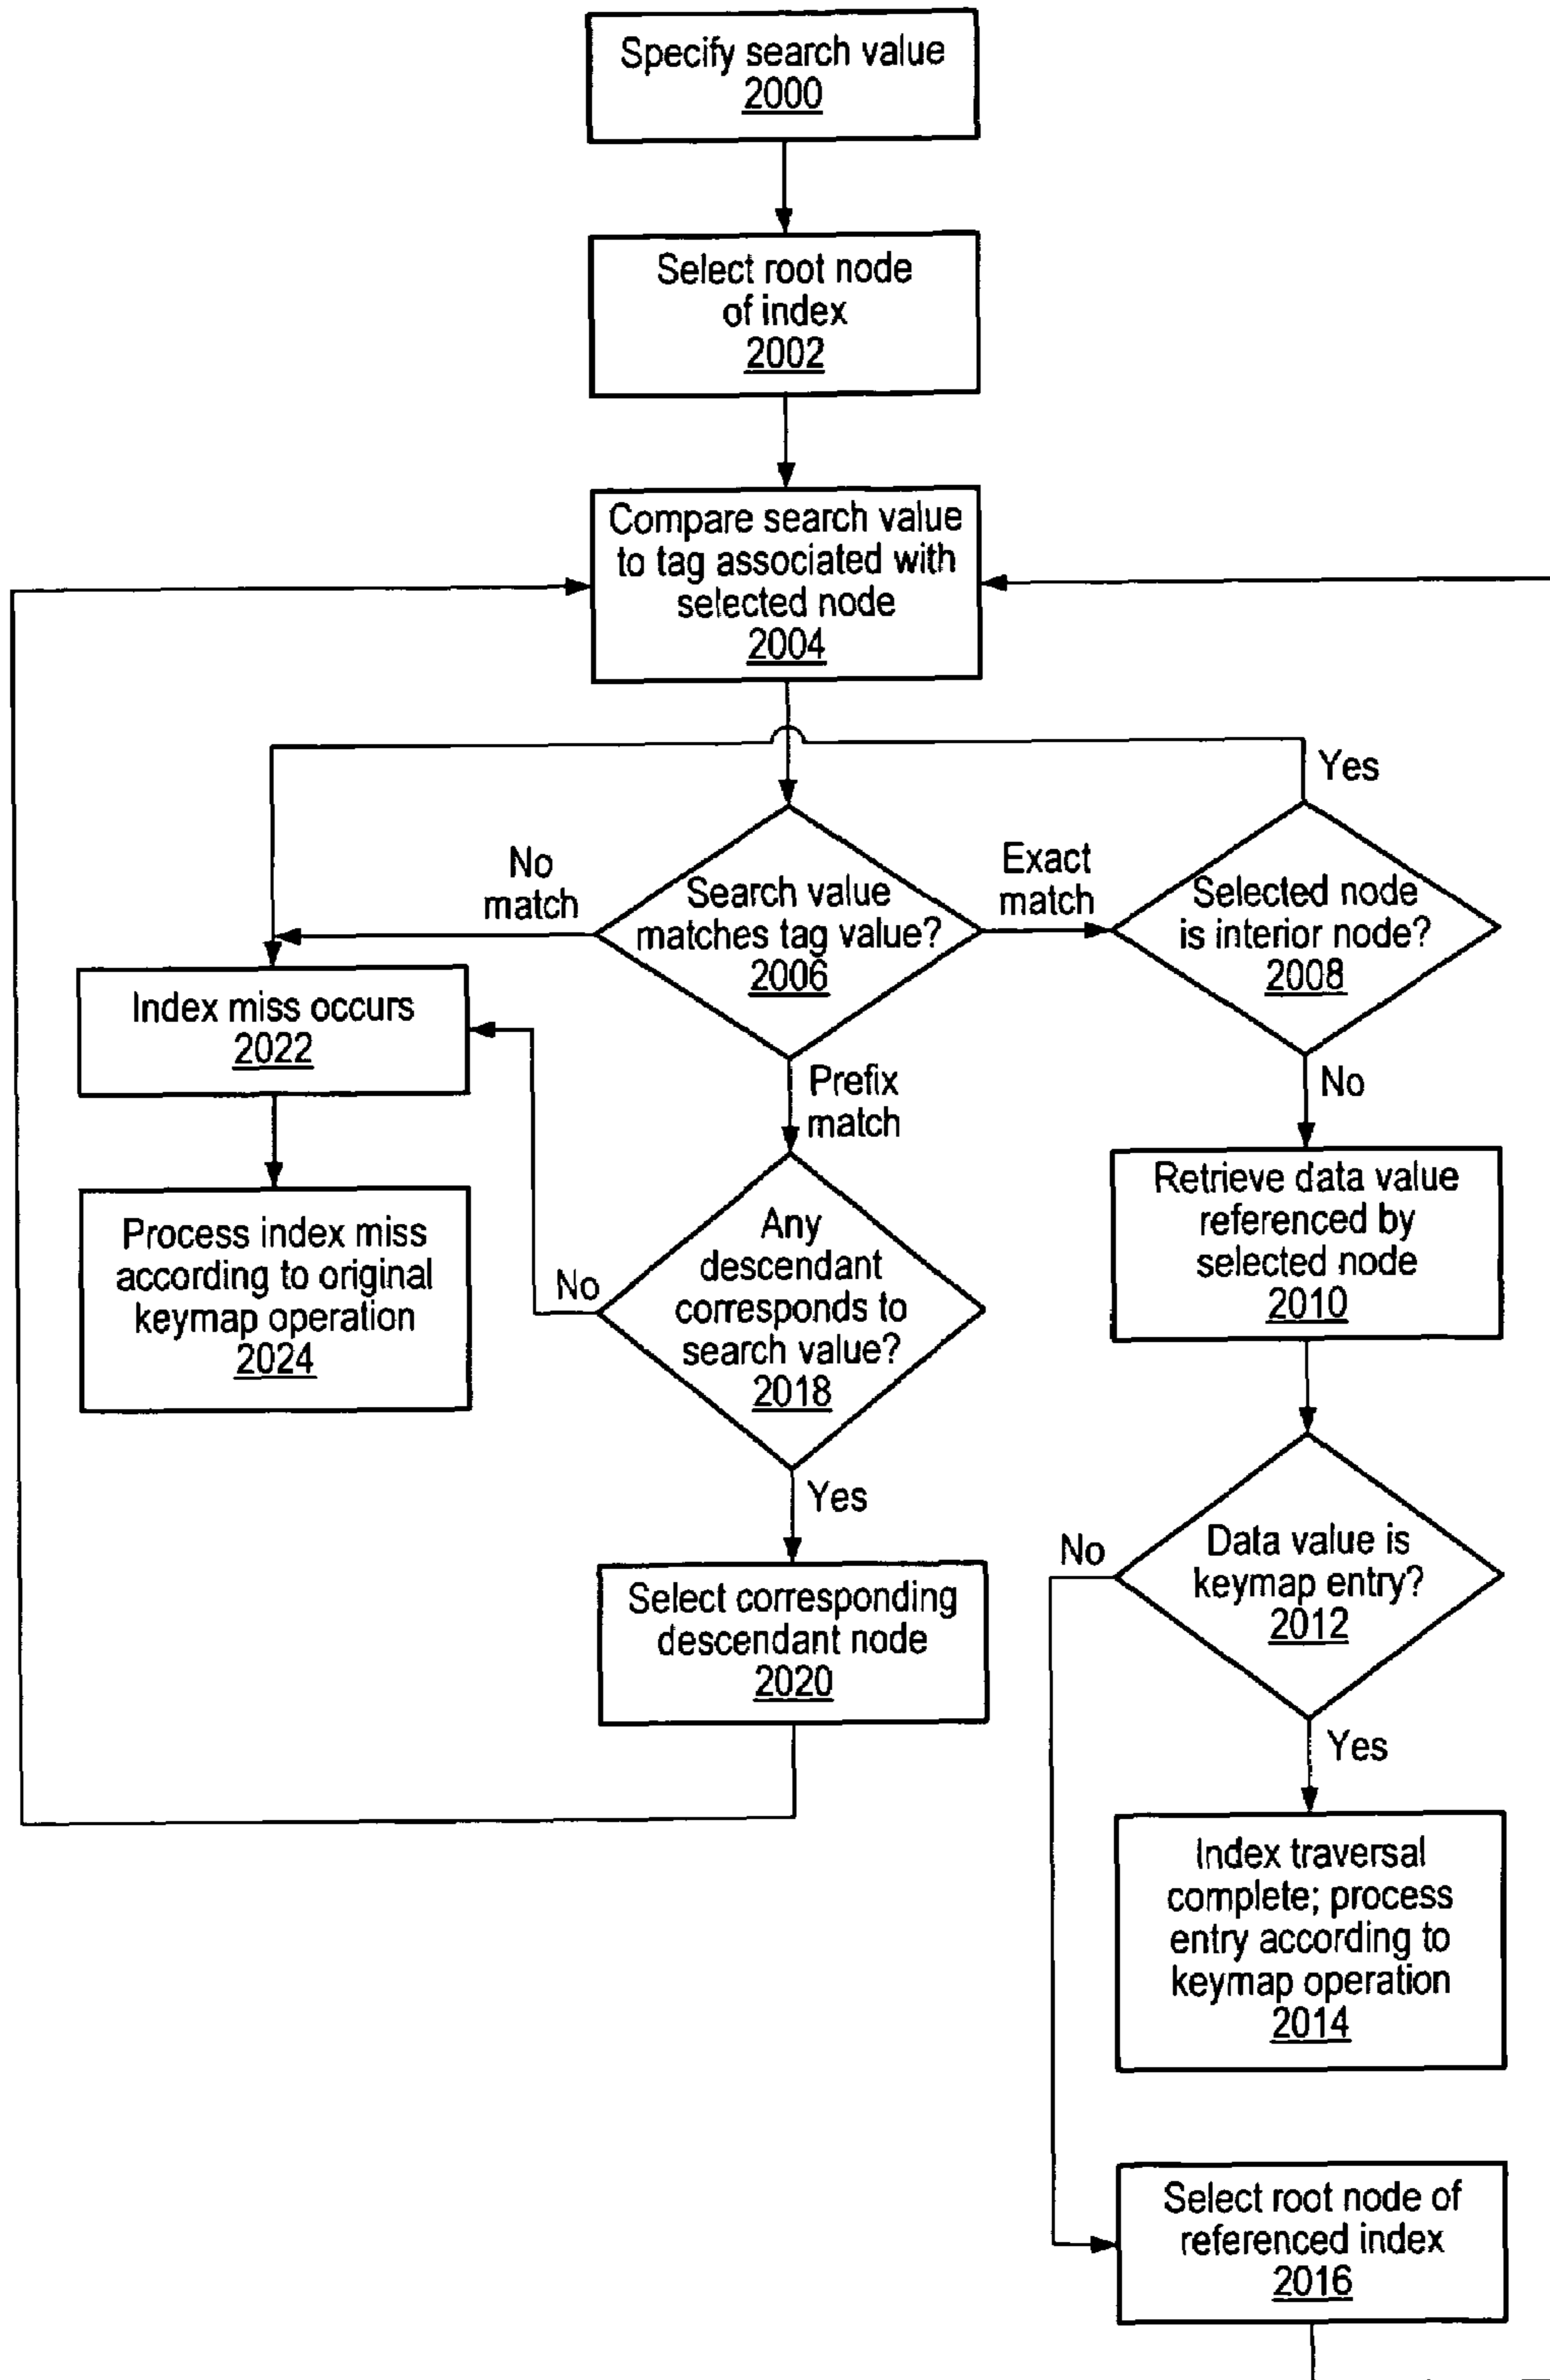 Specify search value
2000
Select root node
of index
2002
Compare search value
to tag associated with
selected node
2004
Yes
No
match
Search value
matches tag value?
2006
Exact
match
Selected node
is interior node?
2008
Index miss occurs
2022
Prefix
match
No
Process index miss
according to original
keymap operation
2024
No
Any
descendant
corresponds to
search value?
2018
Retrieve data value
referenced by
selected node
2010
Yes
No
Data value is
keymap entry?
2012
Select corresponding
descendant node
2020
Yes
Index traversal
complete; process
entry according to
keymap operation
2014
Select root node of
referenced index
2016